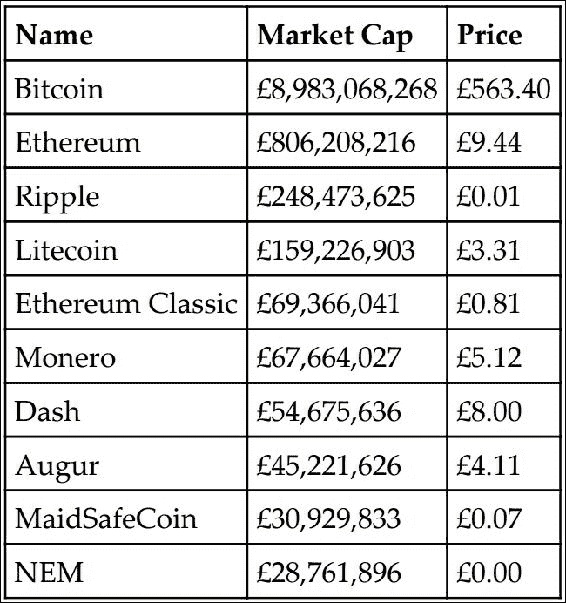 Name Market Cap Price
Bitcoin £8,983,068,268 £563.40
Ethereum £806,208,216 £9.44
Ripple £248,473,625 £0.01
Litecoin £159,226,903 £3.31
Ethereum Classic £69,366,041 £0.81
Monero £67,664,027 £5.12
Dash £54,675,636 £8.00
Augur £45,221,626 £4.11
MaidSafeCoin £30,929,833 £0.07
NEM £28,761,896 £0.00